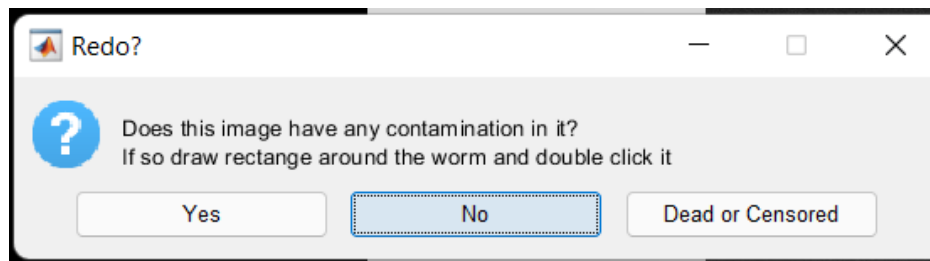 Redo?
Does this image have any contamination in it?
If so draw rectange around the worm and double click it
Yes No Dead or Censored